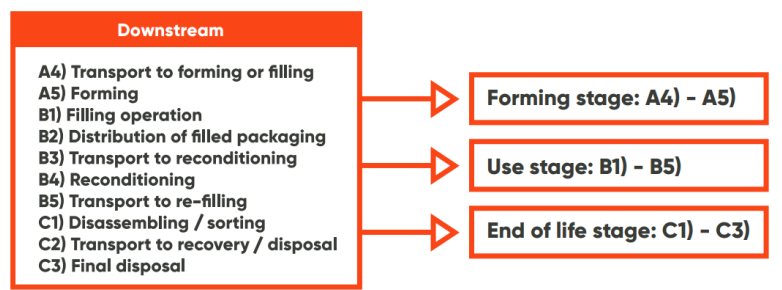 Downstream
A4) Transport to forming or filling
A5) Forming
B1) Filling operation
B2) Distribution of filled packaging
B3) Transport to reconditioning
B4) Reconditioning
B5) Transport to re-filling
C1) Disassembling / sorting
C2) Transport to recovery / disposal
C3) Final disposal
Forming stage: A4) - A5)
Use stage: B1) - B5)
End of life stage: C1) - C3)